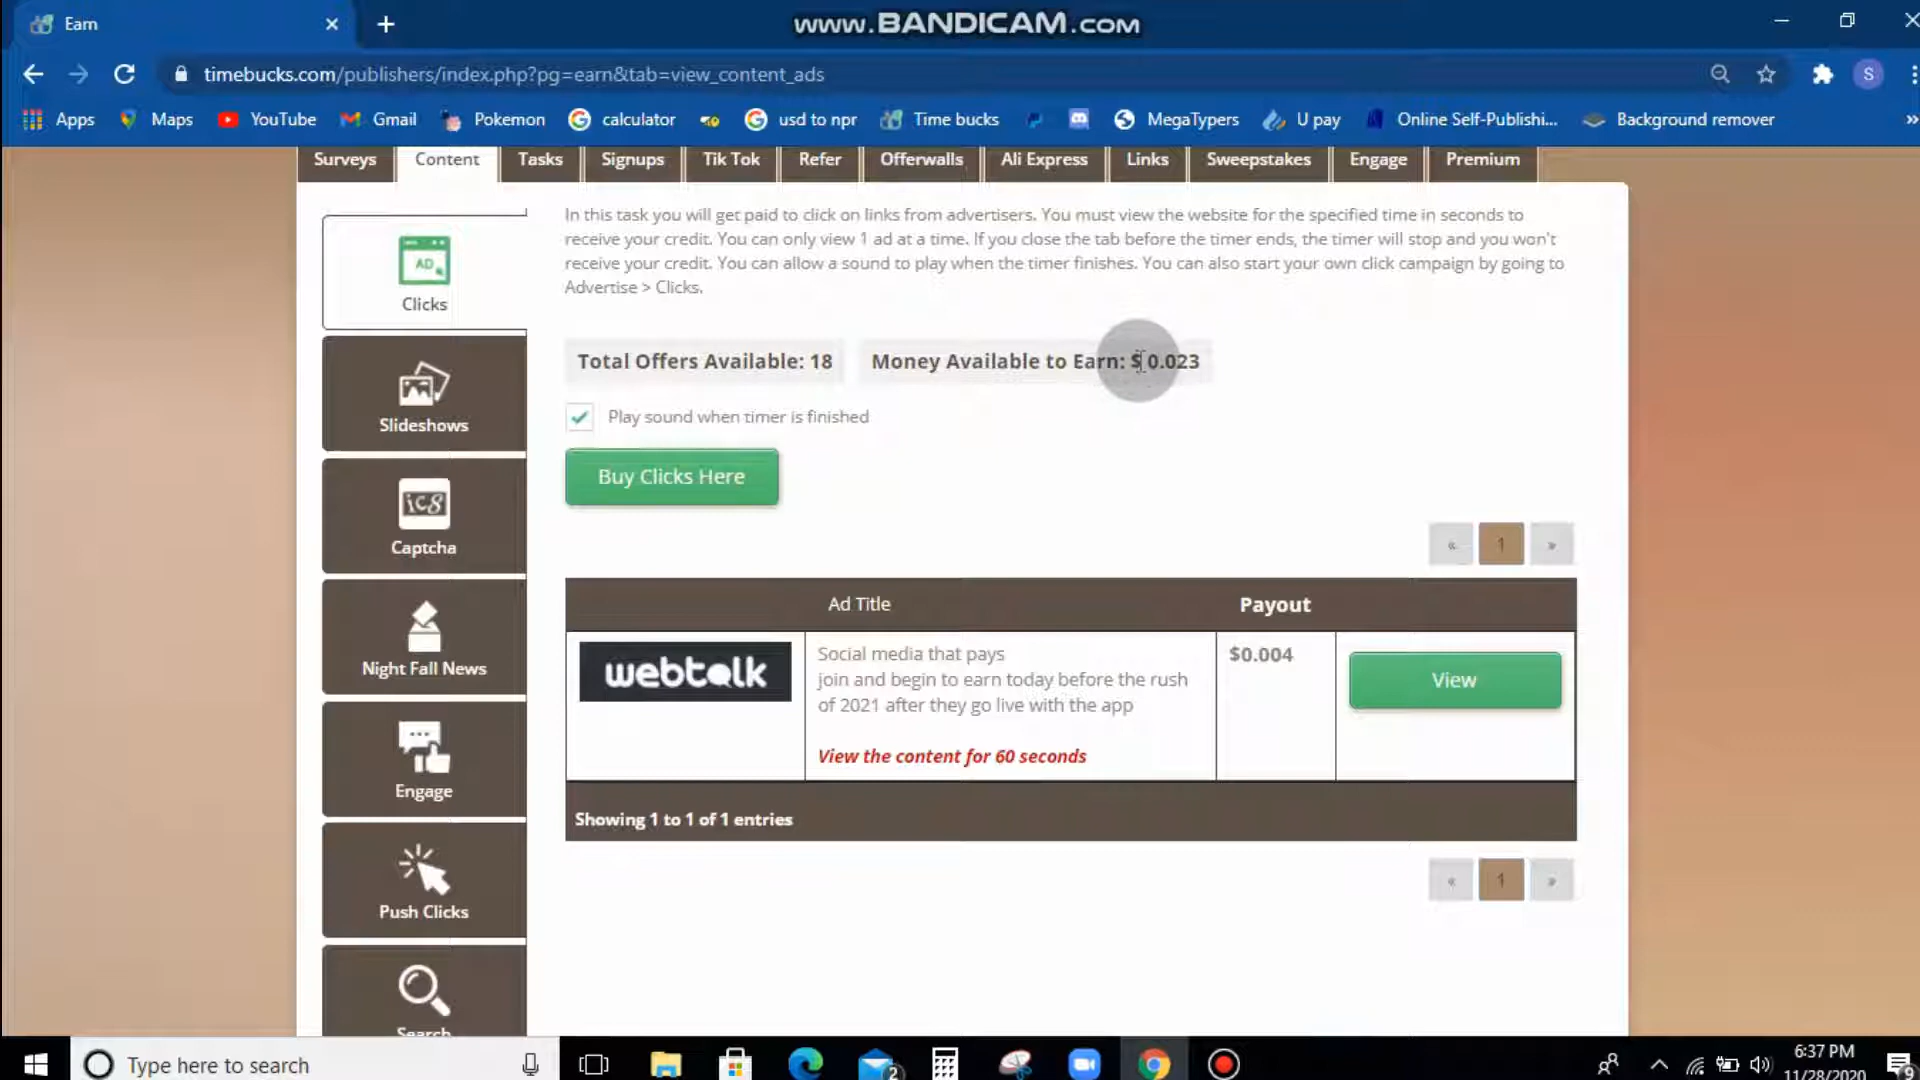 Earn
www.BANDICAM.com
timebucks.com/publishers/index.php?pg=earn&tab=view_content_ads
S
Apps
Maps
YouTube
Gmail
Pokemon
calculator
usd to npr
Time bucks
MegaTypers
U pay
Online Self-Publishi...
Background remover
»
Surveys
Content
Tasks
Signups
Tik Tok
Refer
Offerwalls
Ali Express
Links
Sweepstakes
Engage
Premium
In this task you will get paid to click on links from advertisers. You must view the website for the specified time in seconds to
receive your credit. You can only view 1 ad at a time. If you close the tab before the timer ends, the timer will stop and you won't
receive your credit. You can allow a sound to play when the timer finishes. You can also start your own click campaign by going to
Advertise > Clicks.
AD
Clicks
Slideshows
ic8
Captcha
Night Fall News
Engage
Push Clicks
Search
Total Offers Available: 18
Money Available to Earn: $ 0.023
Play sound when timer is finished
Buy Clicks Here
« 1 »
Ad Title
Payout
webtalk
Social media that pays
join and begin to earn today before the rush
of 2021 after they go live with the app
View the content for 60 seconds
$0.004
View
Showing 1 to 1 of 1 entries
« 1 »
Type here to search
2
6:37 PM
11/28/2020
9